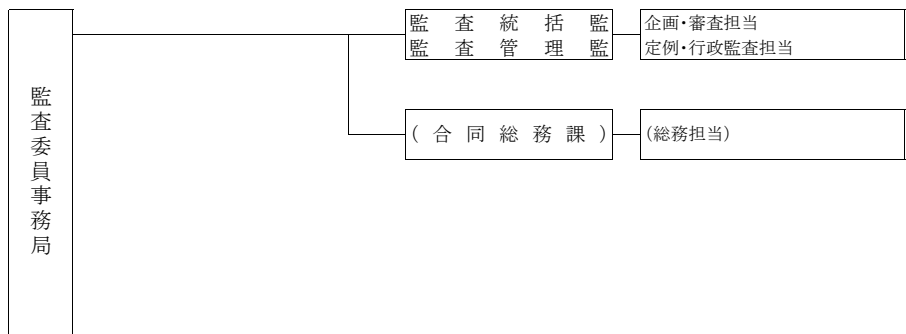 監査委員事務局
監査統括監
監査管理監
企画・審査担当
定例・行政監査担当
(合同総務課)
(総務担当)